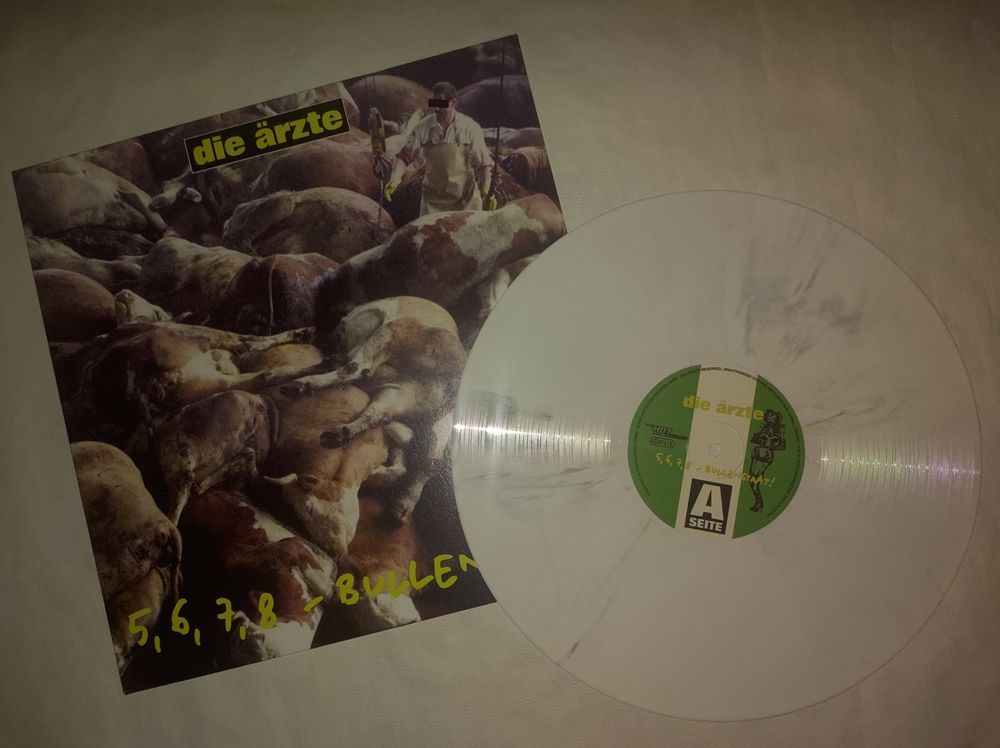 die ärzte
5, 6, 7, 8 - BULLEN
die ärzte
5, 6, 7, 8 - BULLENSTAAT!
A
SEITE